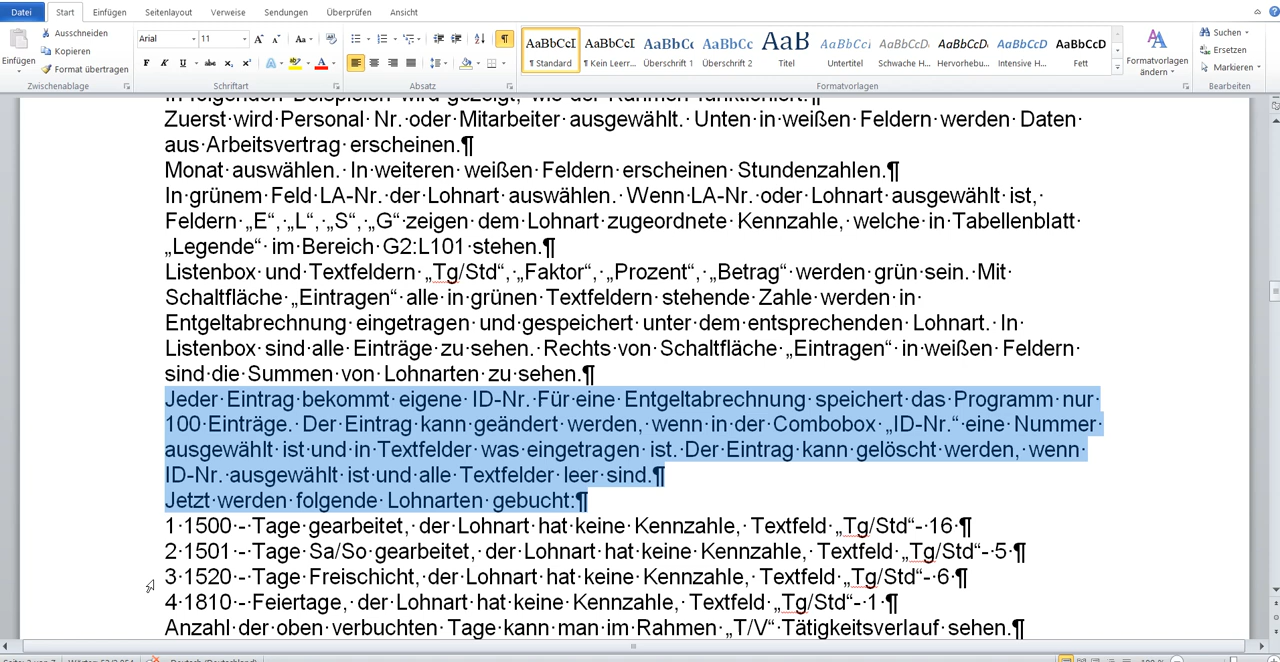 Datei Start Einfügen Seitenlayout Verweise Sendungen Überprüfen Ansicht
Ausschneiden
Kopieren
Format übertragen
Einfügen
Zwischenablage
Arial 11
Aa
F K U abc x₂ x²
Schriftart
Absatz
AaBbCcI AaBbCcI AaBbCc AaBbCc AaB AaBbCcI AaBbCcD AaBbCcD AaBbCcD AaBbCcD
¶ Standard ¶ Kein Leerr... Überschrift 1 Überschrift 2 Titel Untertitel Schwache H... Hervorhebu... Intensive H... Fett
Formatvorlagen
Formatvorlagen ändern
Suchen
Ersetzen
Markieren
Bearbeiten
In folgenden Beispielen wird gezeigt, wie der Rahmen funktioniert.¶
Zuerst wird Personal Nr. oder Mitarbeiter ausgewählt. Unten in weißen Feldern werden Daten
aus Arbeitsvertrag erscheinen.¶
Monat auswählen. In weiteren weißen Feldern erscheinen Stundenzahlen.¶
In grünem Feld LA-Nr. der Lohnart auswählen. Wenn LA-Nr. oder Lohnart ausgewählt ist,
Feldern „E“, „L“, „S“, „G“ zeigen dem Lohnart zugeordnete Kennzahle, welche in Tabellenblatt
„Legende“ im Bereich G2:L101 stehen.¶
Listenbox und Textfeldern „Tg/Std“, „Faktor“, „Prozent“, „Betrag“ werden grün sein. Mit
Schaltfläche „Eintragen“ alle in grünen Textfeldern stehende Zahle werden in
Entgeltabrechnung eingetragen und gespeichert unter dem entsprechenden Lohnart. In
Listenbox sind alle Einträge zu sehen. Rechts von Schaltfläche „Eintragen“ in weißen Feldern
sind die Summen von Lohnarten zu sehen.¶
Jeder Eintrag bekommt eigene ID-Nr. Für eine Entgeltabrechnung speichert das Programm nur
100 Einträge. Der Eintrag kann geändert werden, wenn in der Combobox „ID-Nr.“ eine Nummer
ausgewählt ist und in Textfelder was eingetragen ist. Der Eintrag kann gelöscht werden, wenn
ID-Nr. ausgewählt ist und alle Textfelder leer sind.¶
Jetzt werden folgende Lohnarten gebucht:¶
1 1500 - Tage gearbeitet, der Lohnart hat keine Kennzahle, Textfeld „Tg/Std“- 16 ¶
2 1501 - Tage Sa/So gearbeitet, der Lohnart hat keine Kennzahle, Textfeld „Tg/Std“- 5 ¶
3 1520 - Tage Freischicht, der Lohnart hat keine Kennzahle, Textfeld „Tg/Std“- 6 ¶
4 1810 - Feiertage, der Lohnart hat keine Kennzahle, Textfeld „Tg/Std“- 1 ¶
Anzahl der oben verbuchten Tage kann man im Rahmen „T/V“ Tätigkeitsverlauf sehen.¶